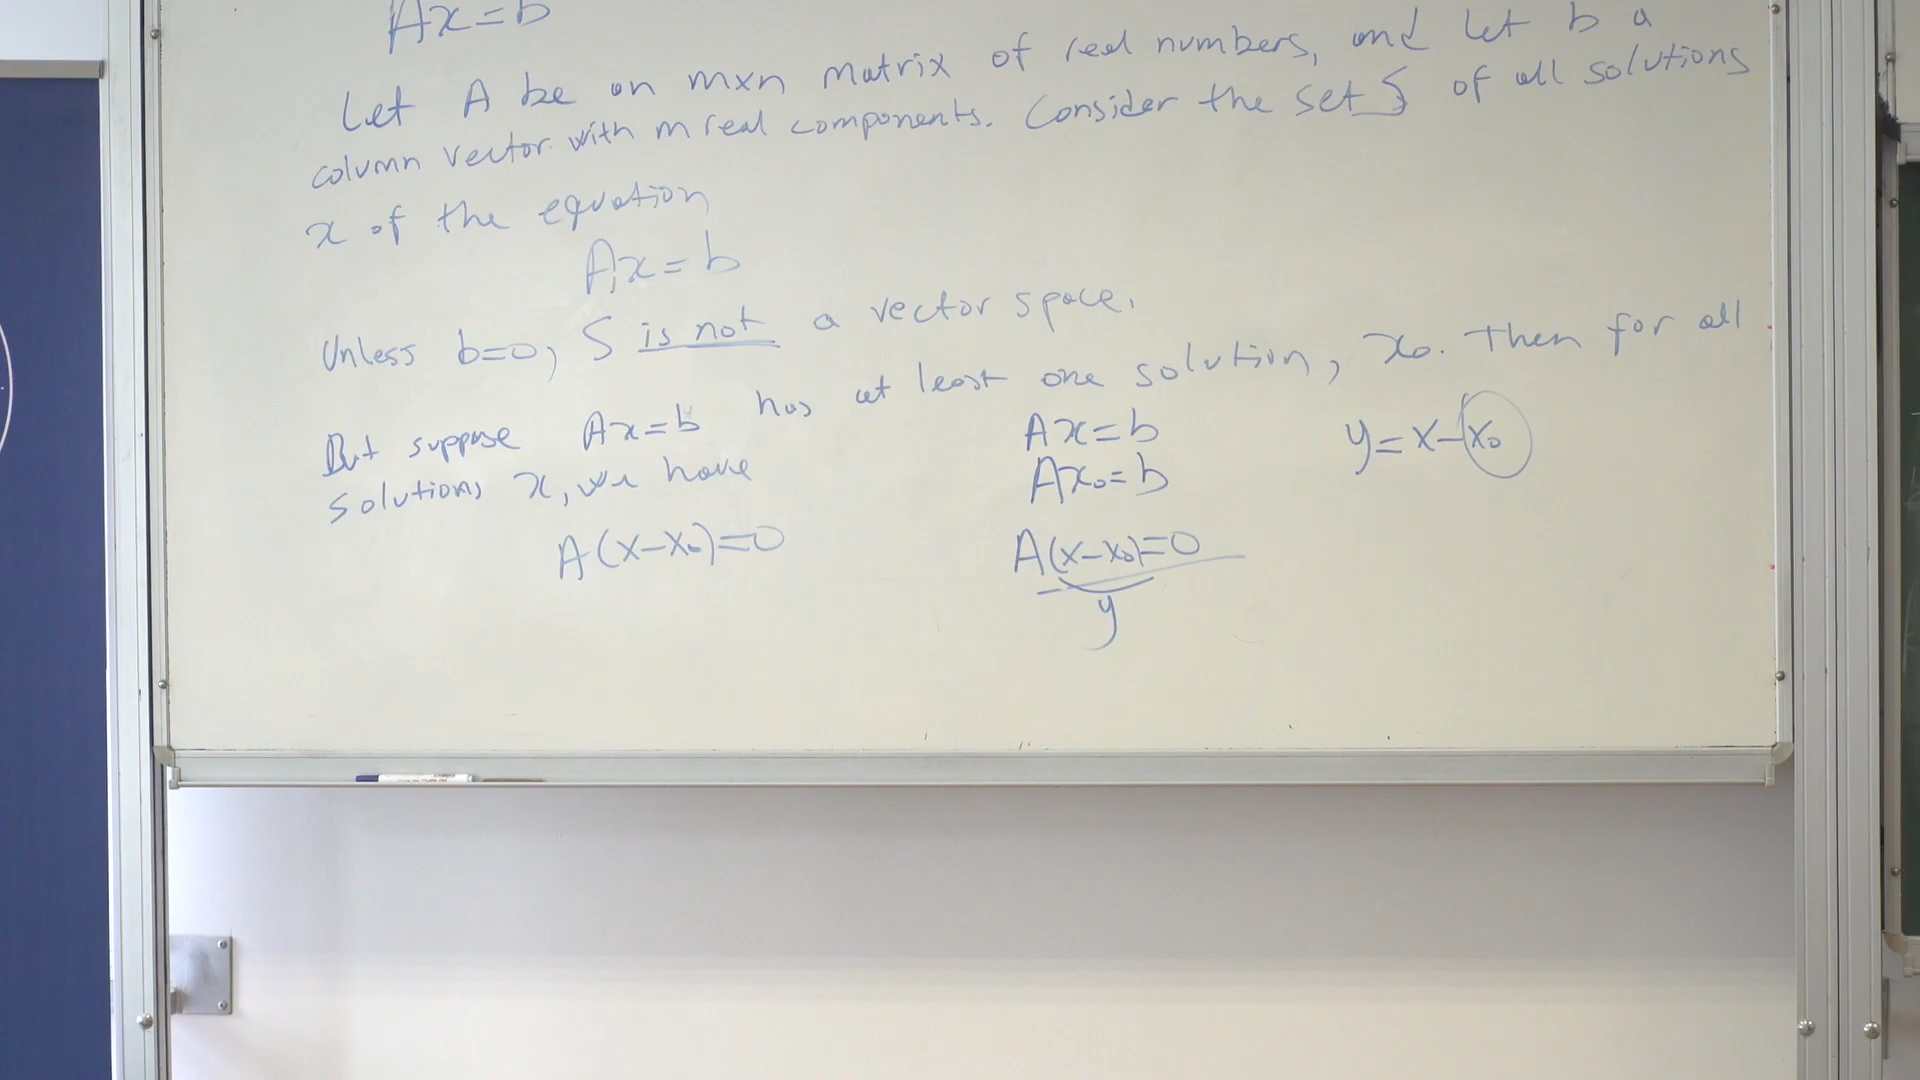 Ax=b
Let A be an mxn matrix of real numbers, and let b a
column vector with m real components. Consider the set S of all solutions
x of the equation
Ax=b
Unless b=0, S is not a vector space.
But suppose Ax=b has at least one solution, x₀. Then for all
solutions x, we have
Ax=b
Ax₀=b
y=x-x₀
A(x-x₀)=0
A(x-x₀)=0
y